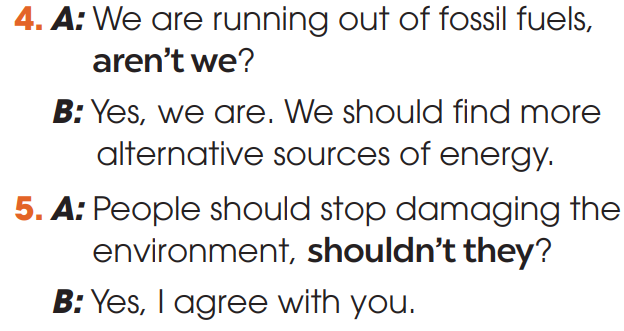 4. A: We are running out of fossil fuels,
aren't we?
B: Yes, we are. We should find more
alternative sources of energy.
5. A: People should stop damaging the
environment, shouldn't they?
B: Yes, I agree with you.